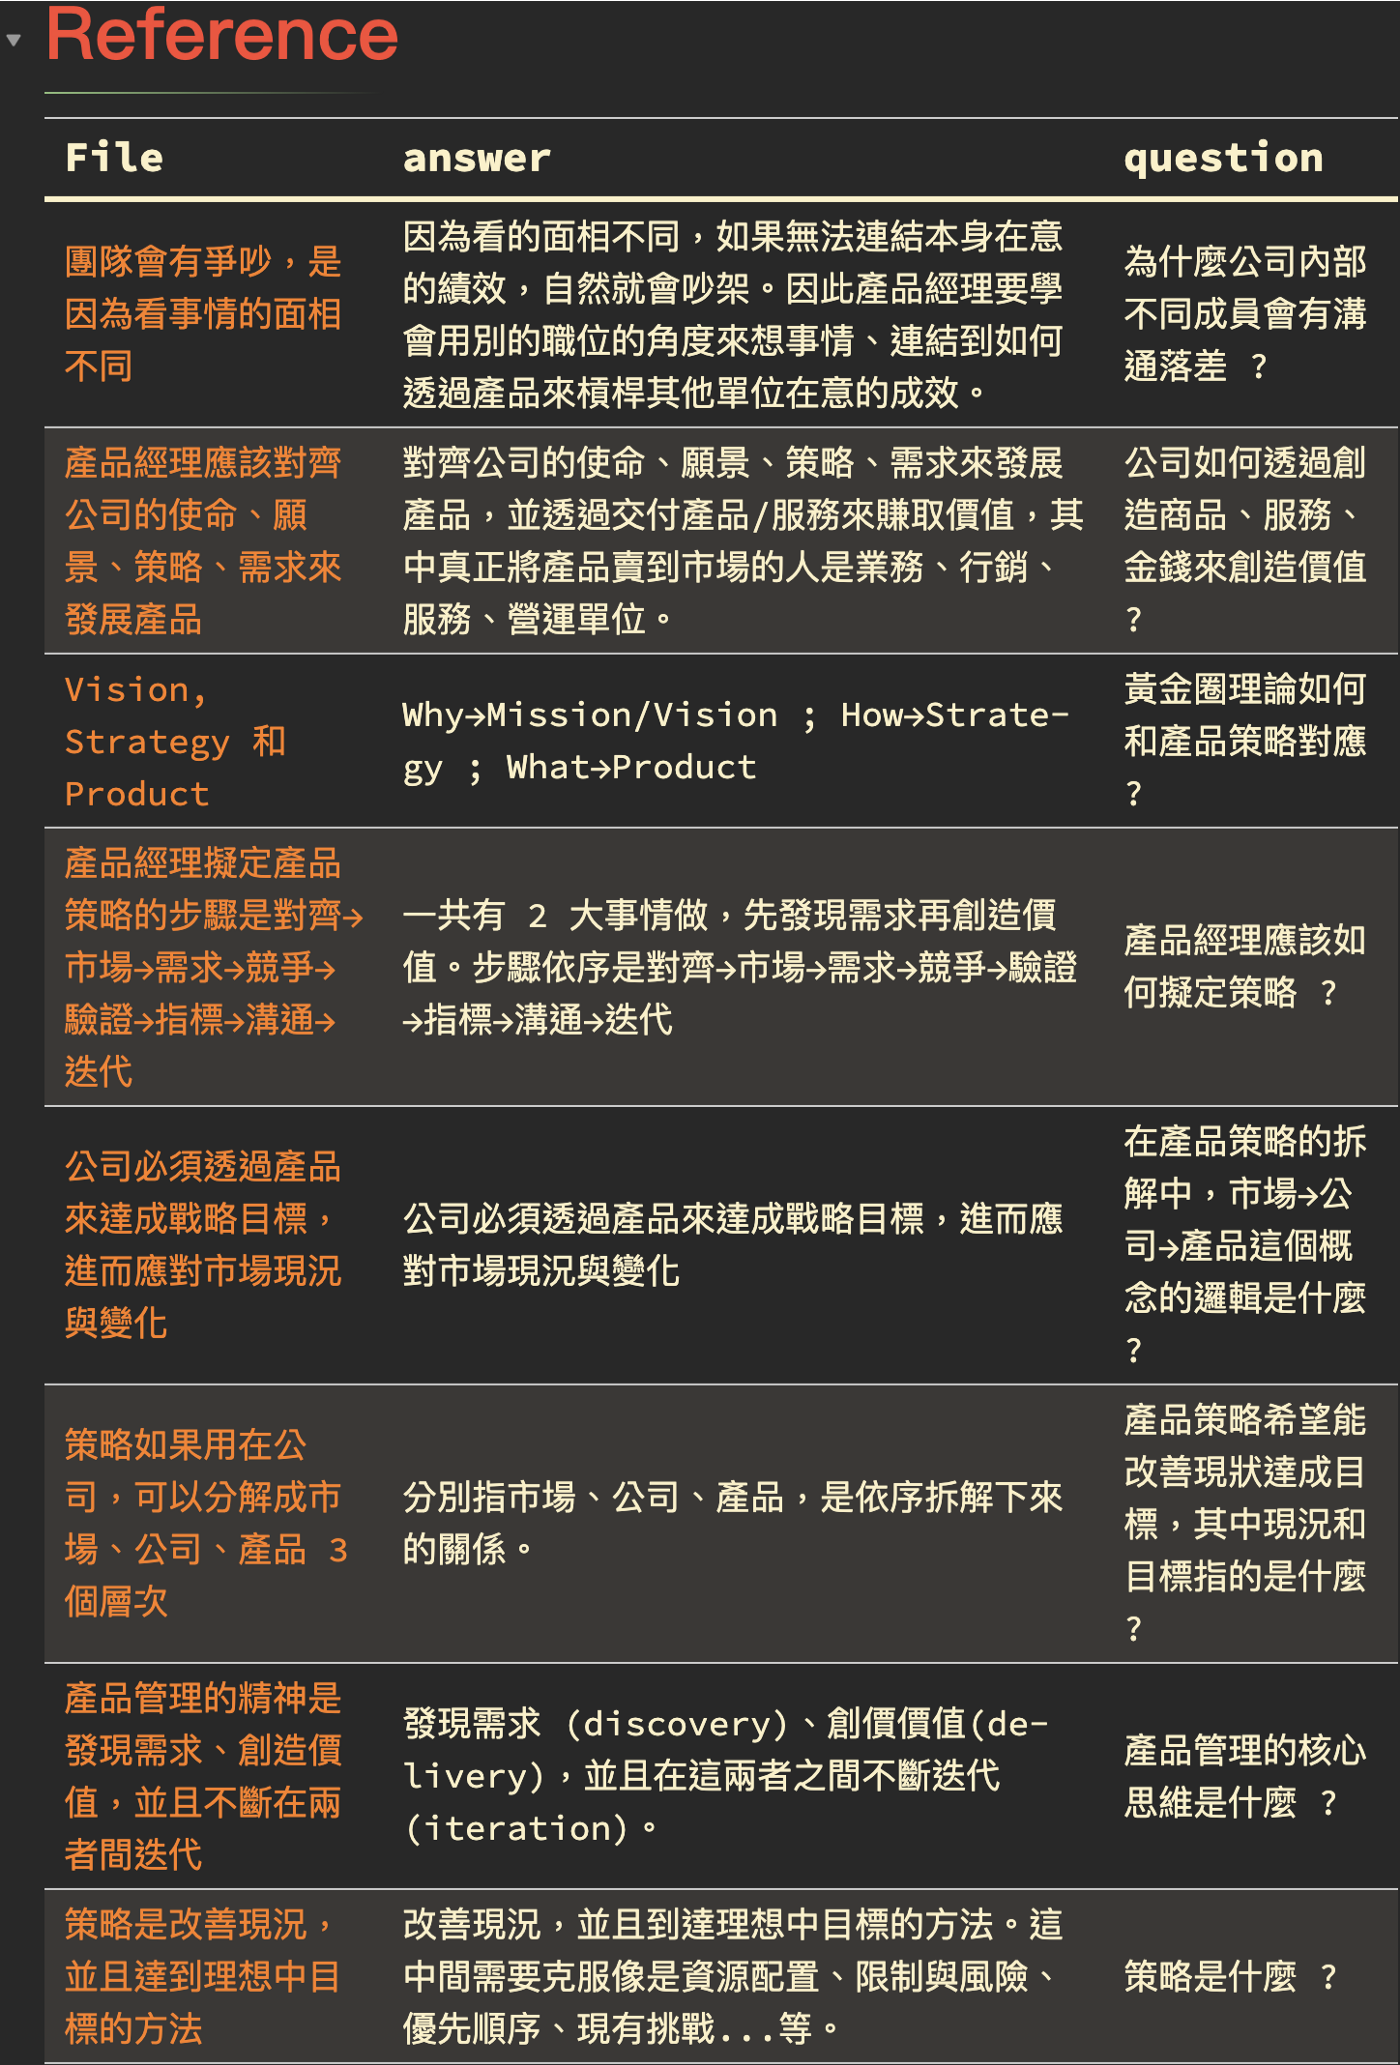 Reference
File
answer
question
團隊會有爭吵，是
因為看事情的面相
不同
因為看的面相不同，如果無法連結本身在意
的績效，自然就會吵架。因此產品經理要學
會用別的職位的角度來想事情、連結到如何
透過產品來槓桿其他單位在意的成效。
為什麼公司內部
不同成員會有溝
通落差 ？
產品經理應該對齊
公司的使命、願
景、策略、需求來
發展產品
對齊公司的使命、願景、策略、需求來發展
產品，並透過交付產品/服務來賺取價值，其
中真正將產品賣到市場的人是業務、行銷、
服務、營運單位。
公司如何透過創
造商品、服務、
金錢來創造價值
？
Vision,
Strategy 和
Product
Why→Mission/Vision ; How→Strate-
gy ; What→Product
黃金圈理論如何
和產品策略對應
？
產品經理擬定產品
策略的步驟是對齊→
市場→需求→競爭→
驗證→指標→溝通→
迭代
一共有 2 大事情做，先發現需求再創造價
值。步驟依序是對齊→市場→需求→競爭→驗證
→指標→溝通→迭代
產品經理應該如
何擬定策略 ？
公司必須透過產品
來達成戰略目標，
進而應對市場現況
與變化
公司必須透過產品來達成戰略目標，進而應
對市場現況與變化
在產品策略的拆
解中，市場→公
司→產品這個概
念的邏輯是什麼
？
策略如果用在公
司，可以分解成市
場、公司、產品 3
個層次
分別指市場、公司、產品，是依序拆解下來
的關係。
產品策略希望能
改善現狀達成目
標，其中現況和
目標指的是什麼
？
產品管理的精神是
發現需求、創造價
值，並且不斷在兩
者間迭代
發現需求 (discovery)、創價價值(de-
livery)，並且在這兩者之間不斷迭代
(iteration)。
產品管理的核心
思維是什麼 ？
策略是改善現況，
並且達到理想中目
標的方法
改善現況，並且到達理想中目標的方法。這
中間需要克服像是資源配置、限制與風險、
優先順序、現有挑戰...等。
策略是什麼 ？